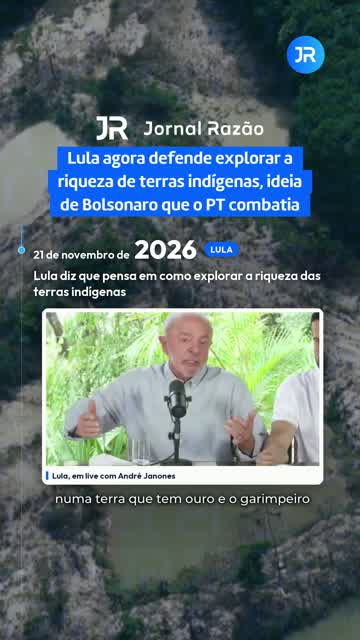 JR
JR Jornal Razão
Lula agora defende explorar a
riqueza de terras indígenas, ideia
de Bolsonaro que o PT combatia
21 de novembro de 2026 LULA
Lula diz que pensa em como explorar a riqueza das
terras indígenas
Lula, em live com André Janones
numa terra que tem ouro e o garimpeiro